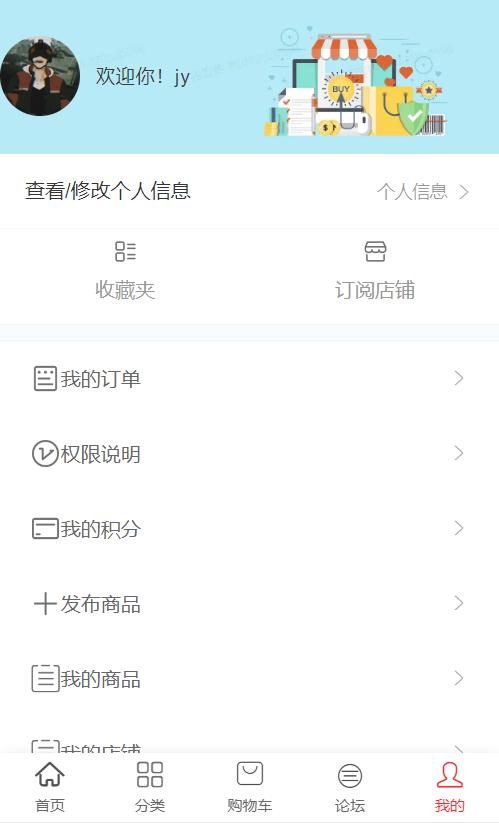 欢迎你！jy
BUY
查看/修改个人信息 个人信息
收藏夹 订阅店铺
我的订单
权限说明
我的积分
发布商品
我的商品
我的店铺
首页 分类 购物车 论坛 我的